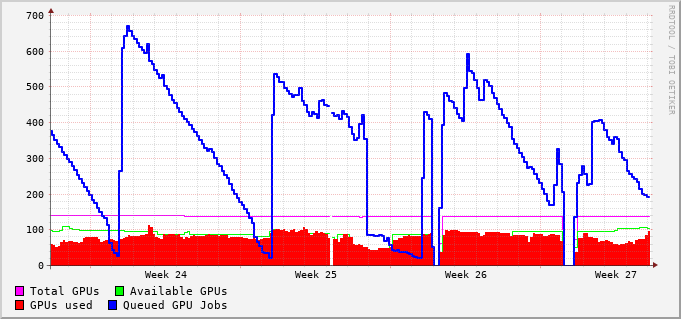 700
600
500
400
300
200
100
0
Week 24 Week 25 Week 26 Week 27
Total GPUs Available GPUs
GPUs used Queued GPU Jobs
RRDTOOL / TOBI OETIKER